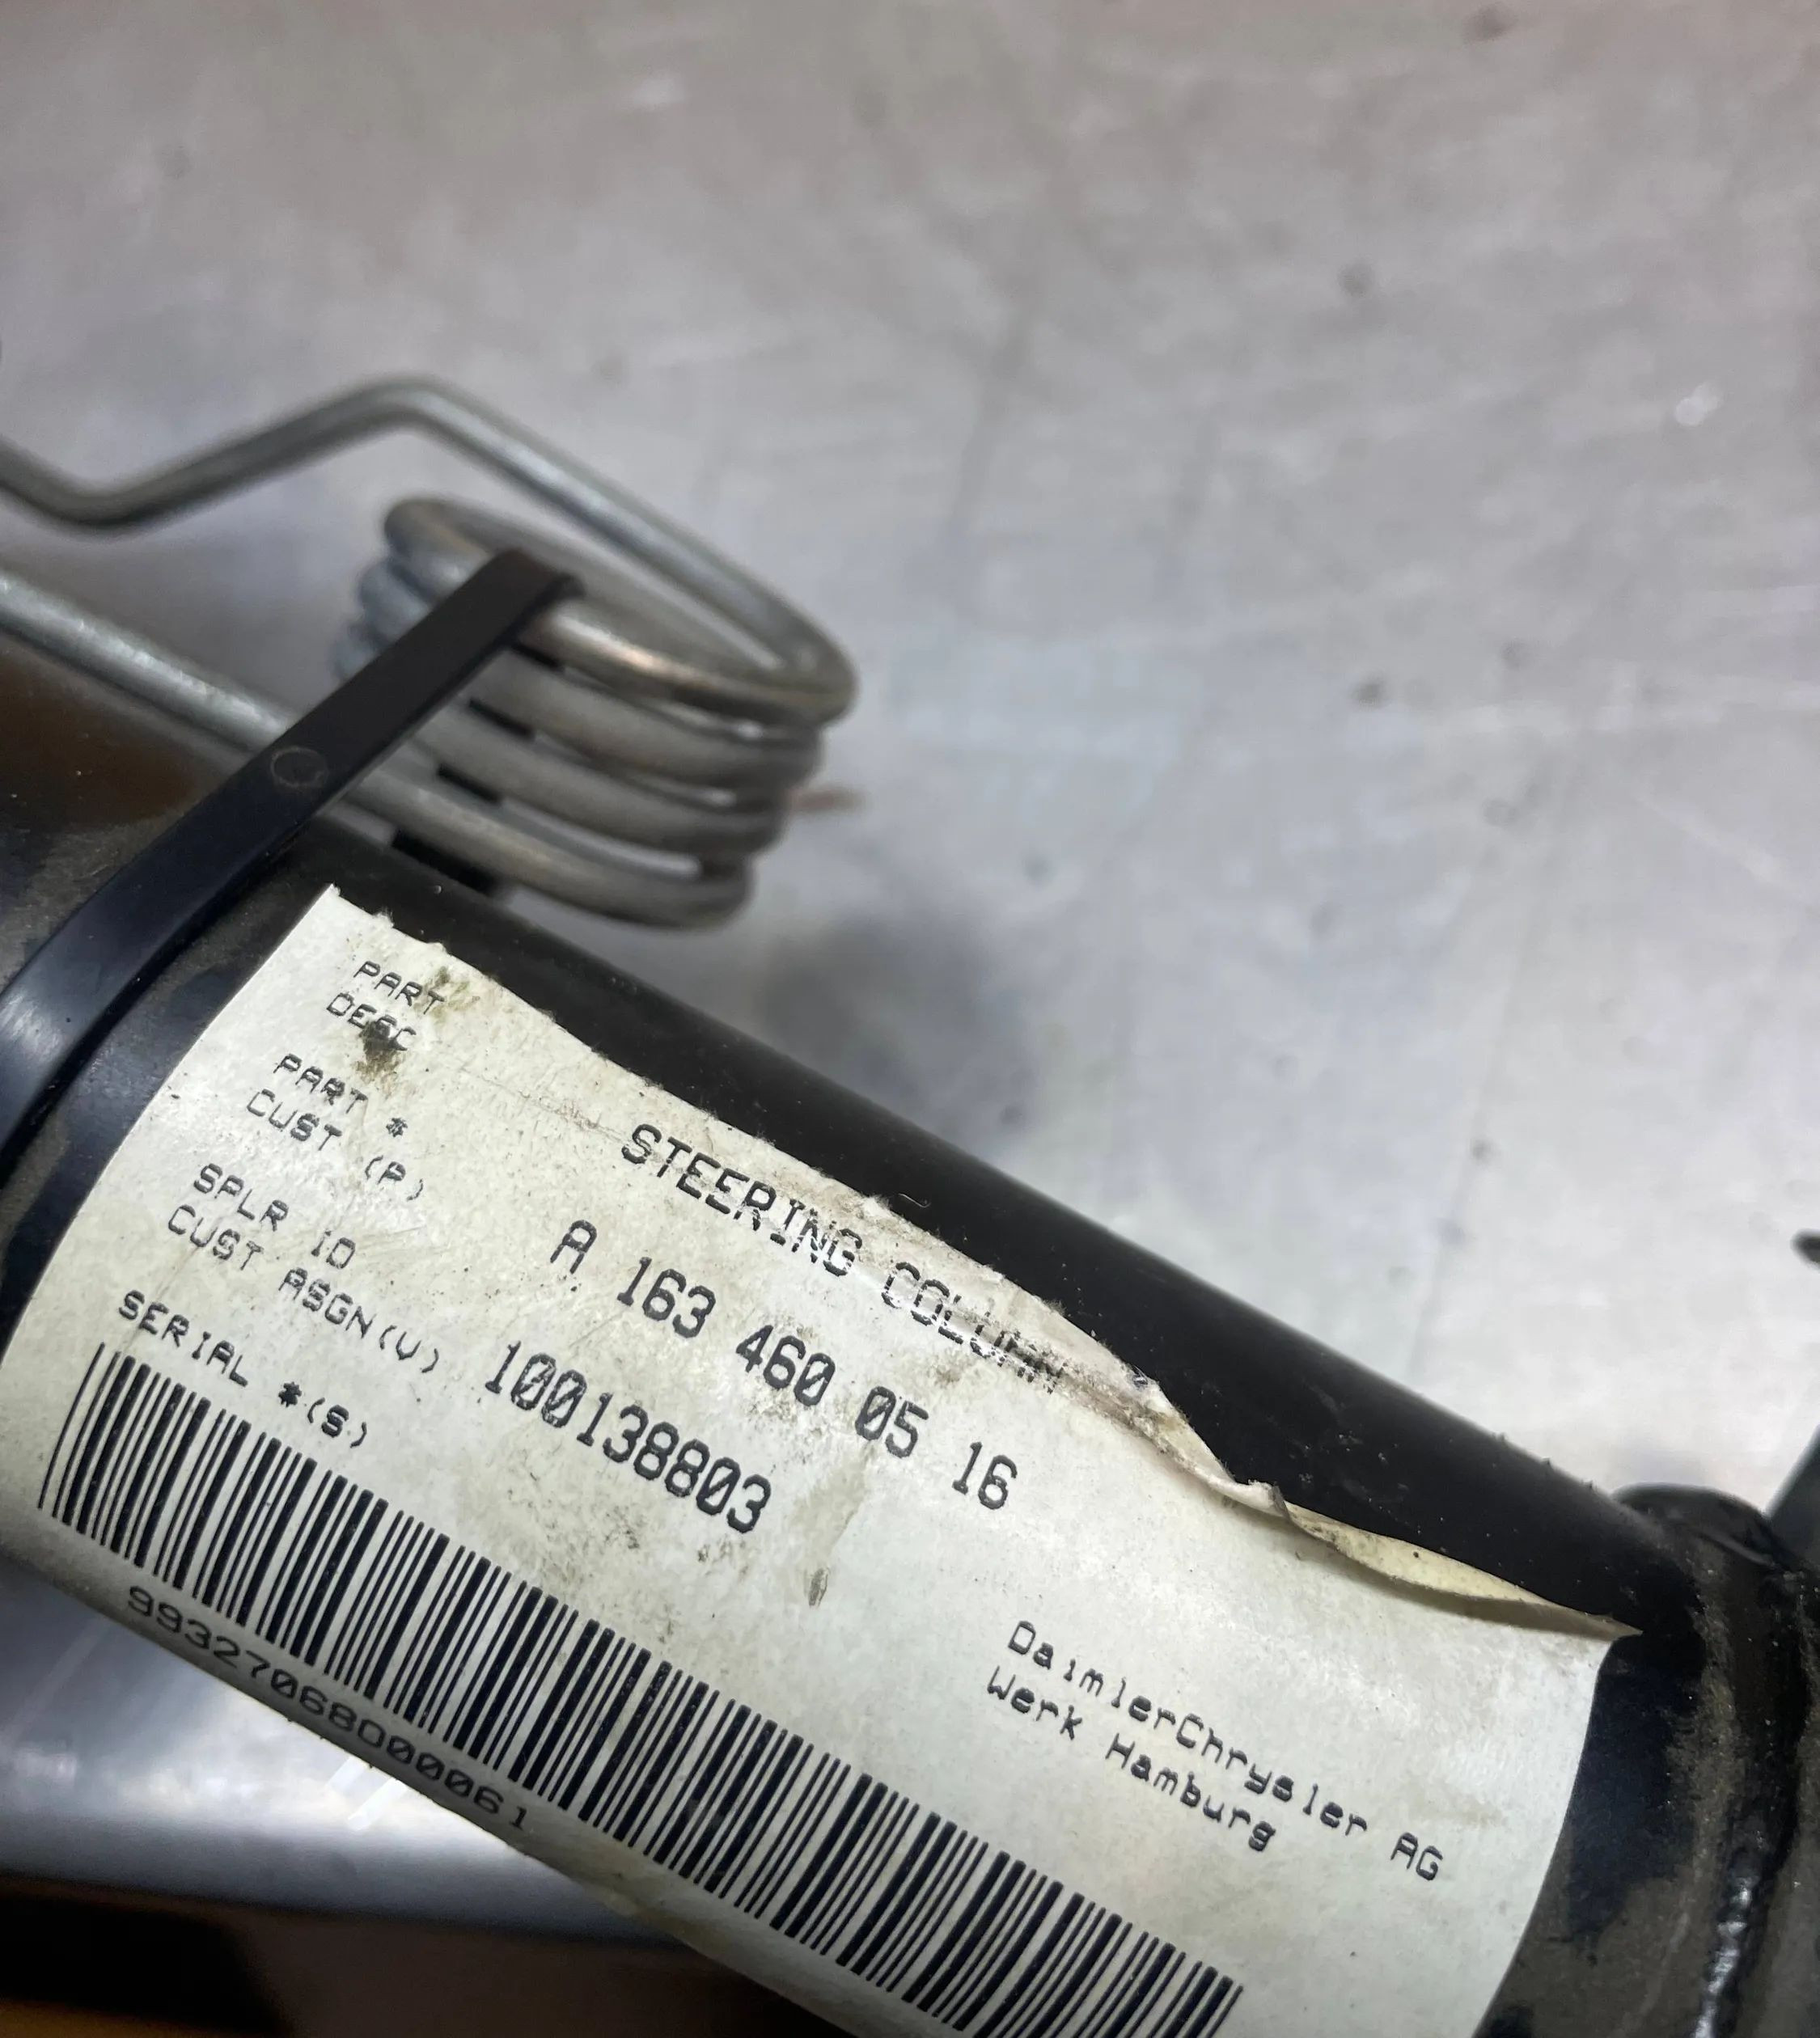 PART
DESC
STEERING COLUMN
PART #
CUST (P)
A 163 460 05 16
SPLR ID
CUST ASGN(V)
100138803
SERIAL #(S)
99327068000061
DaimlerChrysler AG
Werk Hamburg